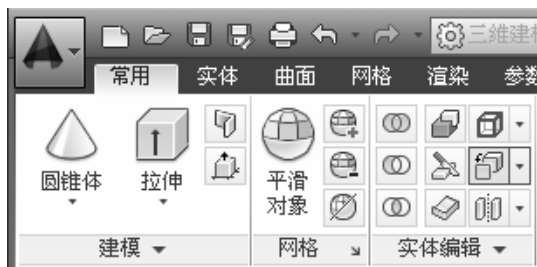 三维建
常用 实体 曲面 网格 渲染 参
圆锥体 拉伸 平滑
对象
建模 网格 实体编辑